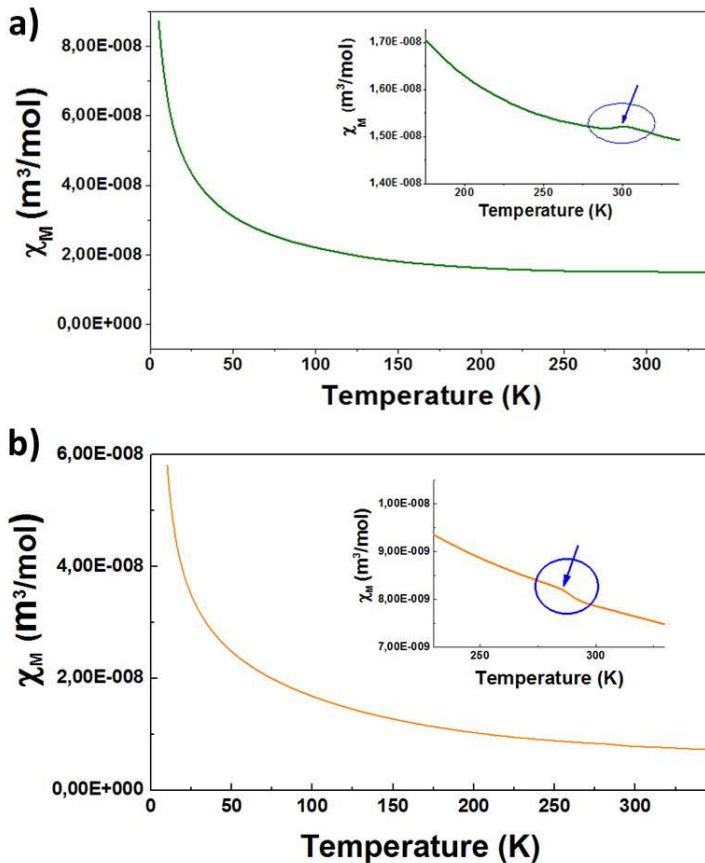 a)
8,00E-008
6,00E-008
4,00E-008
2,00E-008
0,00E+000
χM (m³/mol)
0 50 100 150 200 250 300
Temperature (K)
1,70E-008
1,60E-008
1,50E-008
1,40E-008
χM (m³/mol)
200 250 300
Temperature (K)
b)
6,00E-008
4,00E-008
2,00E-008
0,00E+000
χM (m³/mol)
0 50 100 150 200 250 300
Temperature (K)
1,00E-008
9,00E-009
8,00E-009
7,00E-009
χM (m³/mol)
250 300
Temperature (K)